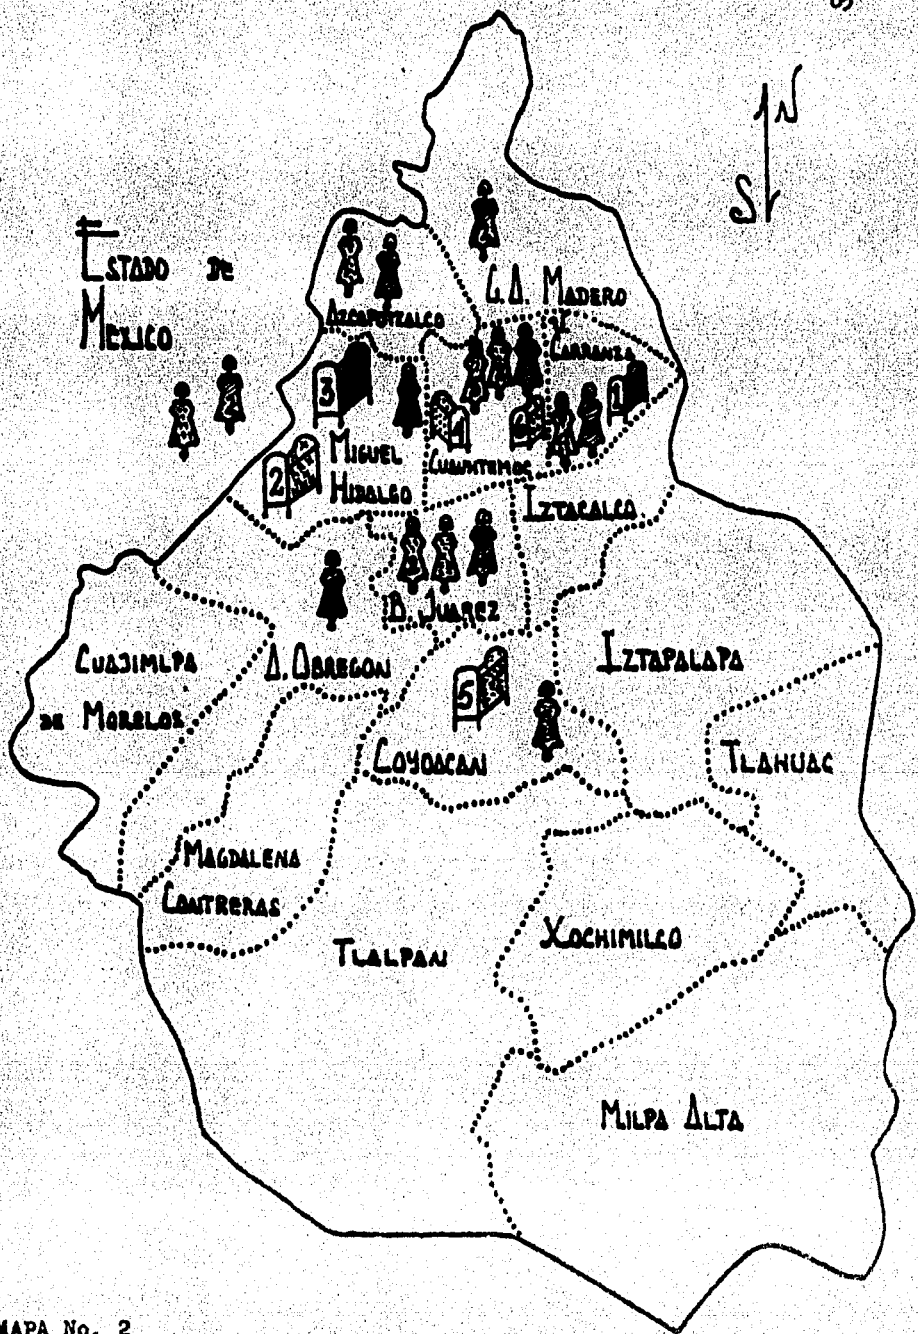 N
S
ESTADO DE
MEXICO
G. A. MADERO
AZCAPOTZALCO
V.
CARRANZA
3
1
4
MIGUEL
HIDALGO
CUAUHTEMOC
2
IZTACALCO
B. JUAREZ
CUAJIMLPA
DE MORELOS
A. OBREGON
IZTAPALAPA
5
COYOACAN
TLAHUAC
MAGDALENA
CONTRERAS
TLALPAN
XOCHIMILCO
MILPA ALTA
MAPA No. 2